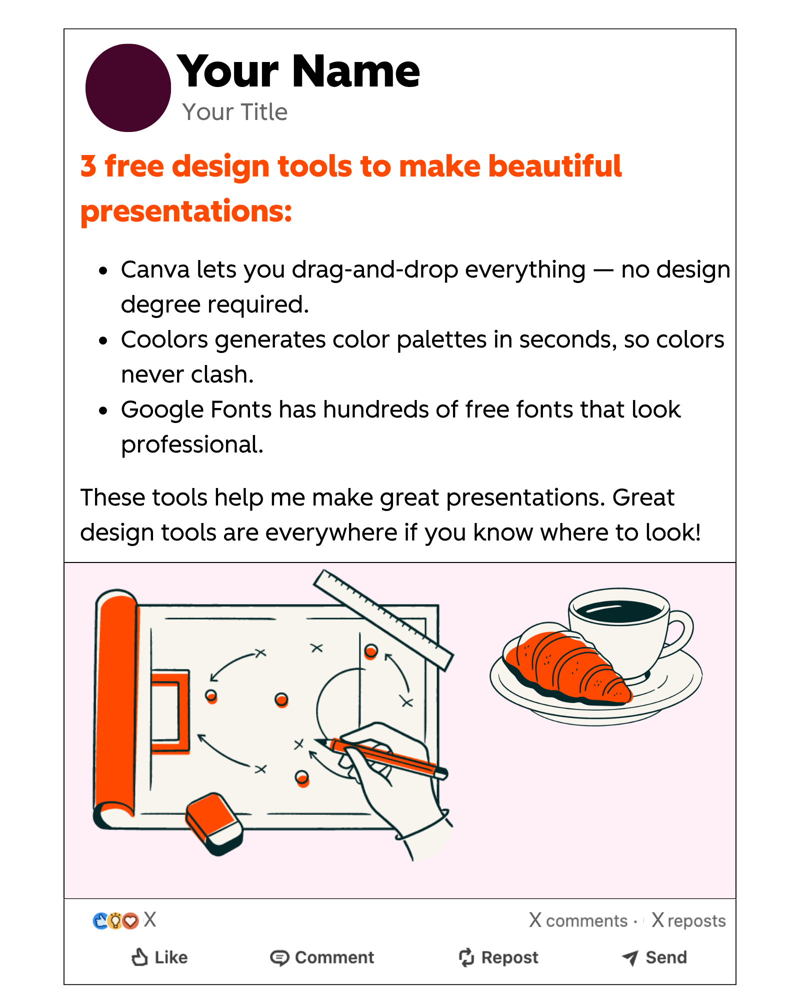 Your Name
Your Title
3 free design tools to make beautiful
presentations:
• Canva lets you drag-and-drop everything — no design
degree required.
• Coolors generates color palettes in seconds, so colors
never clash.
• Google Fonts has hundreds of free fonts that look
professional.
These tools help me make great presentations. Great
design tools are everywhere if you know where to look!
X X comments · X reposts
Like Comment Repost Send